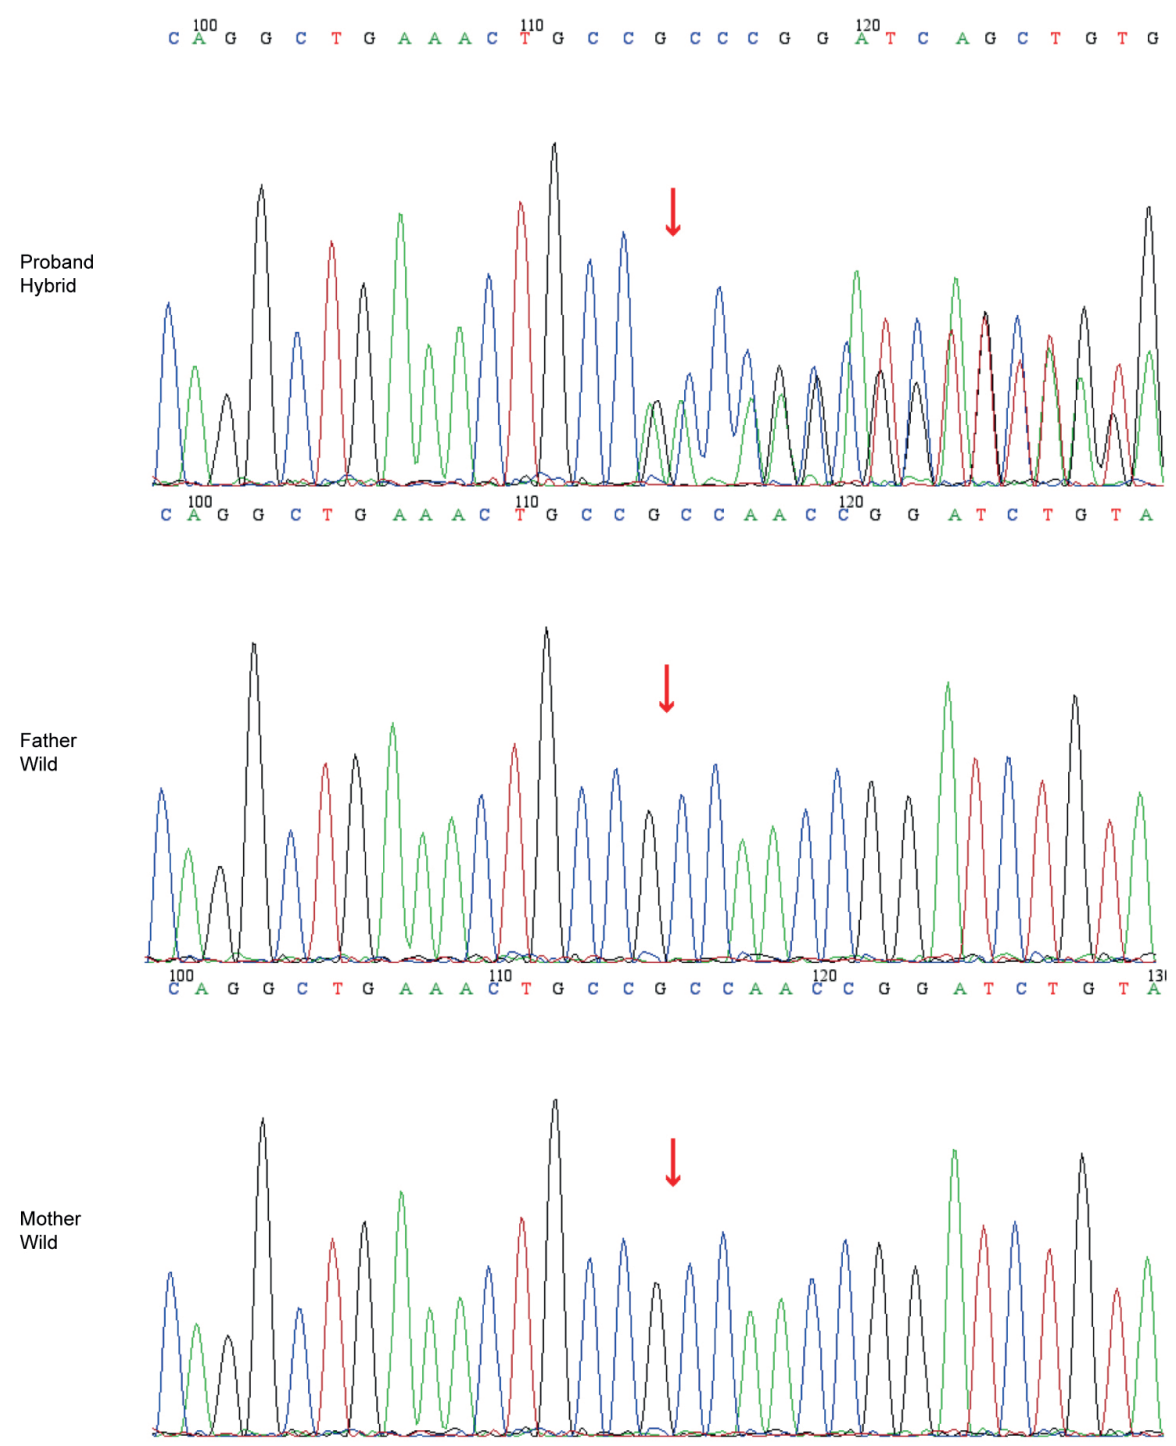 100 110 120
C A G G C T G A A A C T G C C G C C C G G A T C A G C T G T G
Proband
Hybrid
100 110 120
C A G G C T G A A A C T G C C G C C A A C C G G A T C T G T A
Father
Wild
100 110 120 130
C A G G C T G A A A C T G C C G C C A A C C G G A T C T G T A
Mother
Wild